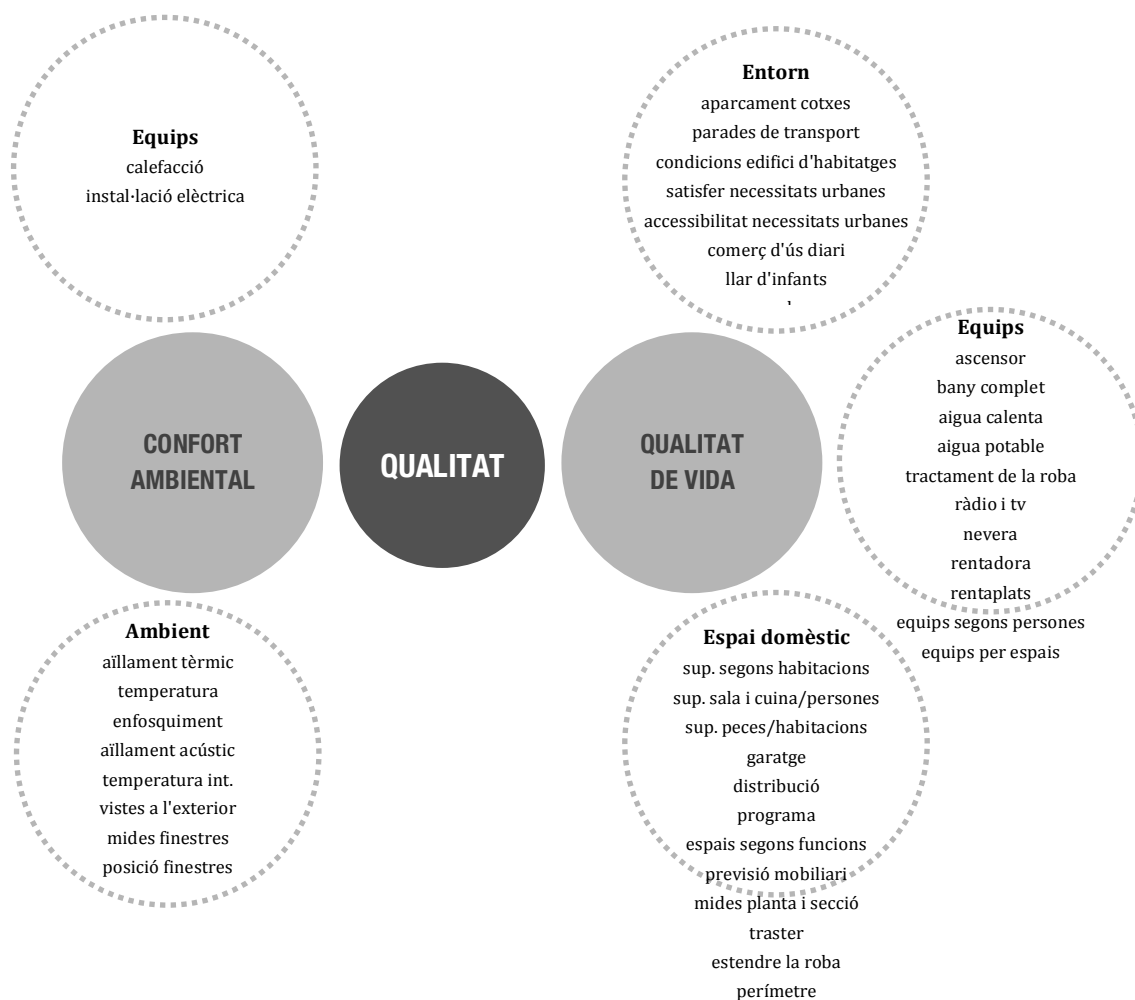 Equips
calefacció
instal·lació elèctrica
Entorn
aparcament cotxes
parades de transport
condicions edifici d'habitatges
satisfer necessitats urbanes
accessibilitat necessitats urbanes
comerç d'ús diari
llar d'infants
Equips
ascensor
bany complet
aigua calenta
aigua potable
tractament de la roba
ràdio i tv
nevera
rentadora
rentaplats
equips segons persones
equips per espais
CONFORT
AMBIENTAL
QUALITAT
QUALITAT
DE VIDA
Ambient
aïllament tèrmic
temperatura
enfosquiment
aïllament acústic
temperatura int.
vistes a l'exterior
mides finestres
posició finestres
Espai domèstic
sup. segons habitacions
sup. sala i cuina/persones
sup. peces/habitacions
garatge
distribució
programa
espais segons funcions
previsió mobiliari
mides planta i secció
traster
estendre la roba
perímetre